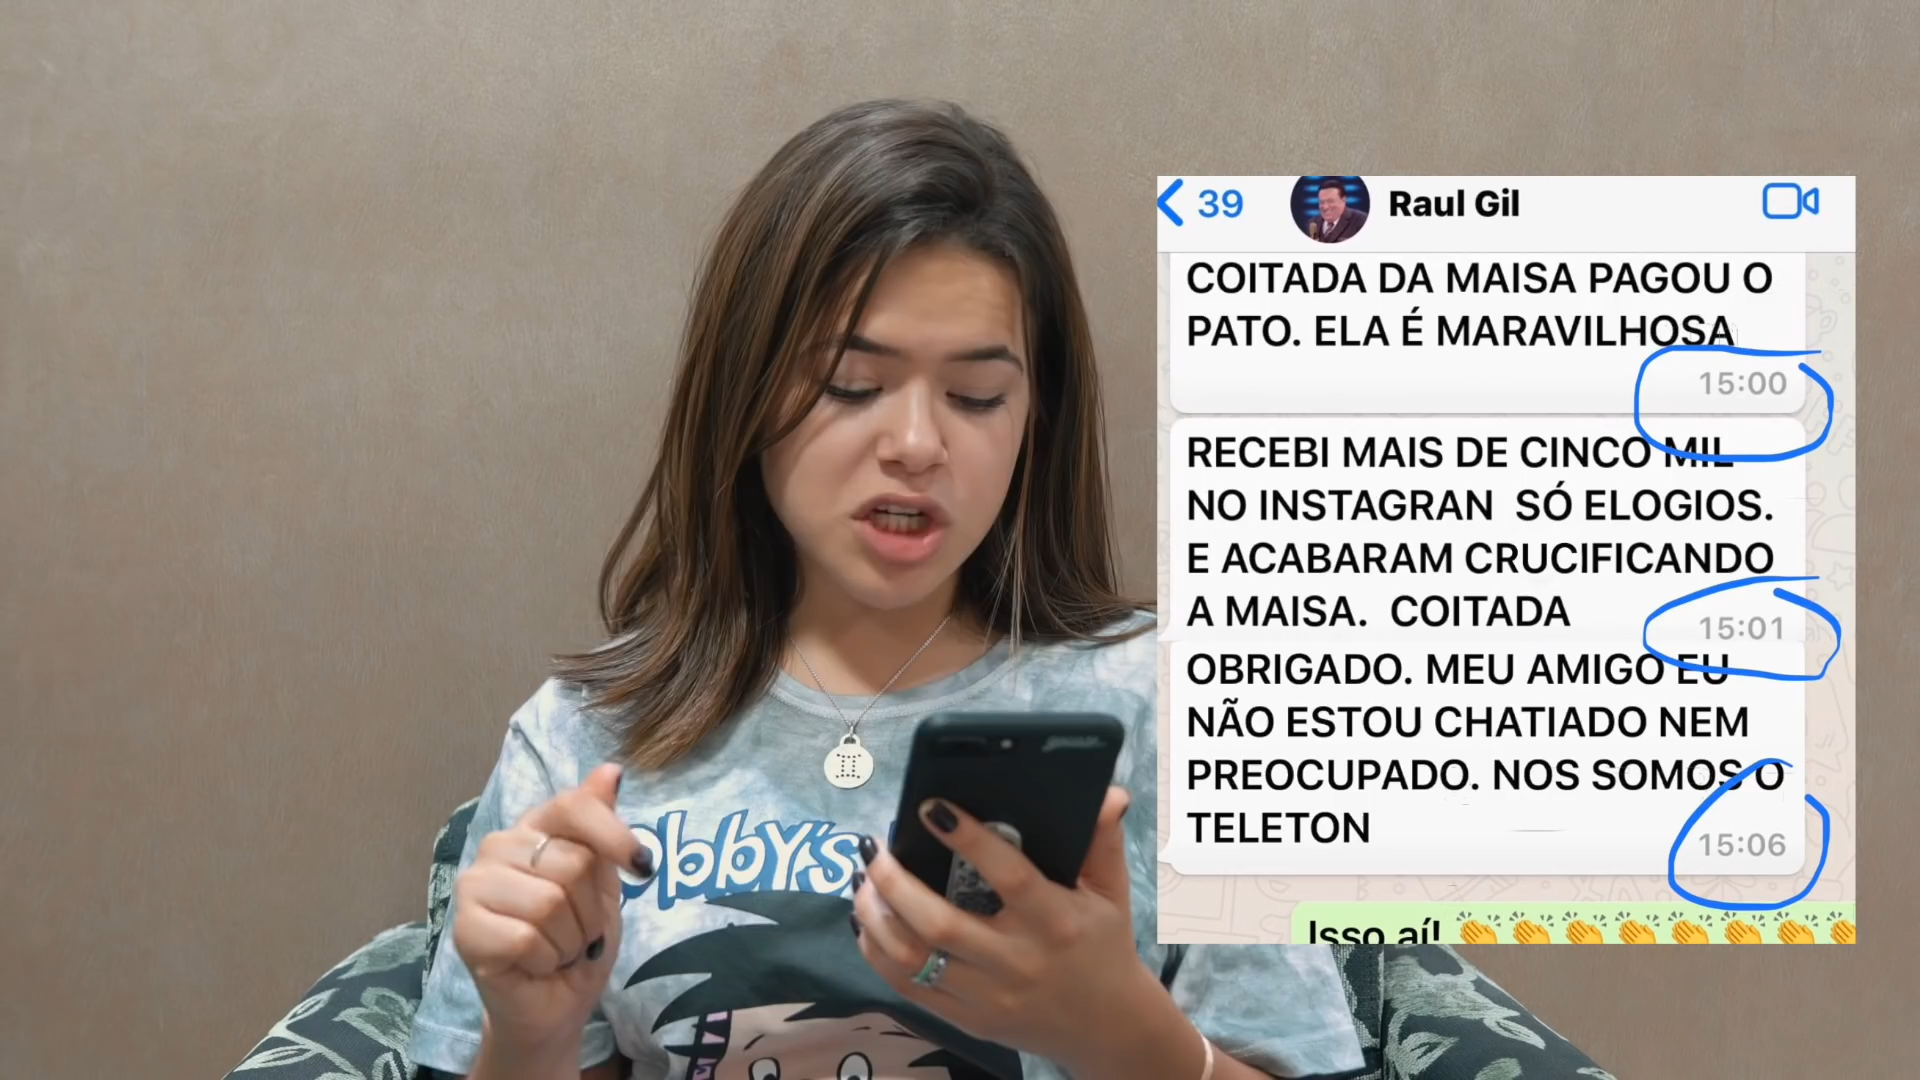 39
Raul Gil
COITADA DA MAISA PAGOU O
PATO. ELA É MARAVILHOSA
15:00
RECEBI MAIS DE CINCO MIL
NO INSTAGRAN SÓ ELOGIOS.
E ACABARAM CRUCIFICANDO
A MAISA. COITADA
15:01
OBRIGADO. MEU AMIGO EU
NÃO ESTOU CHATIADO NEM
PREOCUPADO. NOS SOMOS O
TELETON
15:06
Isso aí! 👏👏👏👏👏👏👏👏
obby's